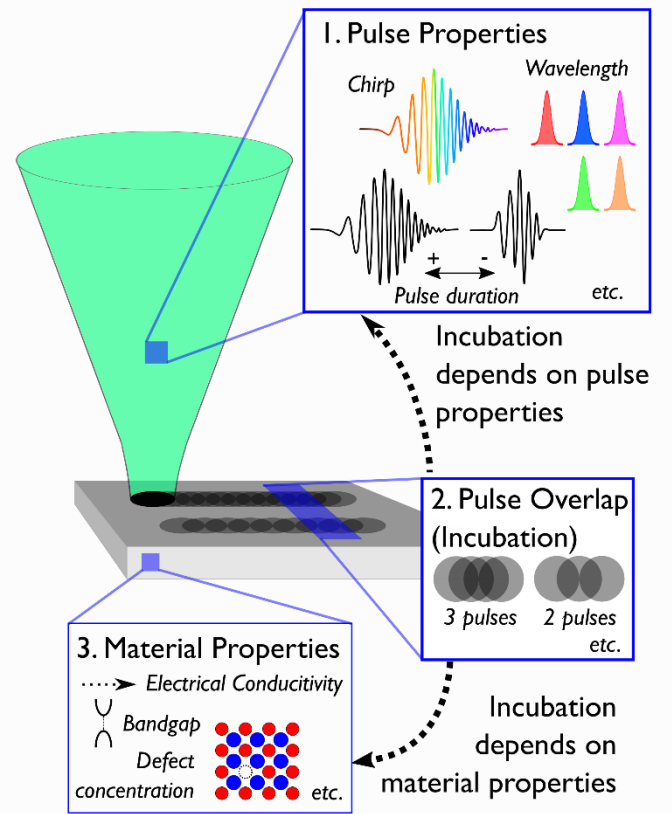 1. Pulse Properties
Chirp
Wavelength
+ -
Pulse duration
etc.
Incubation
depends on pulse
properties
2. Pulse Overlap
(Incubation)
3 pulses
2 pulses
etc.
3. Material Properties
Electrical Conducitivity
Bandgap
Defect
concentration
etc.
Incubation
depends on
material properties